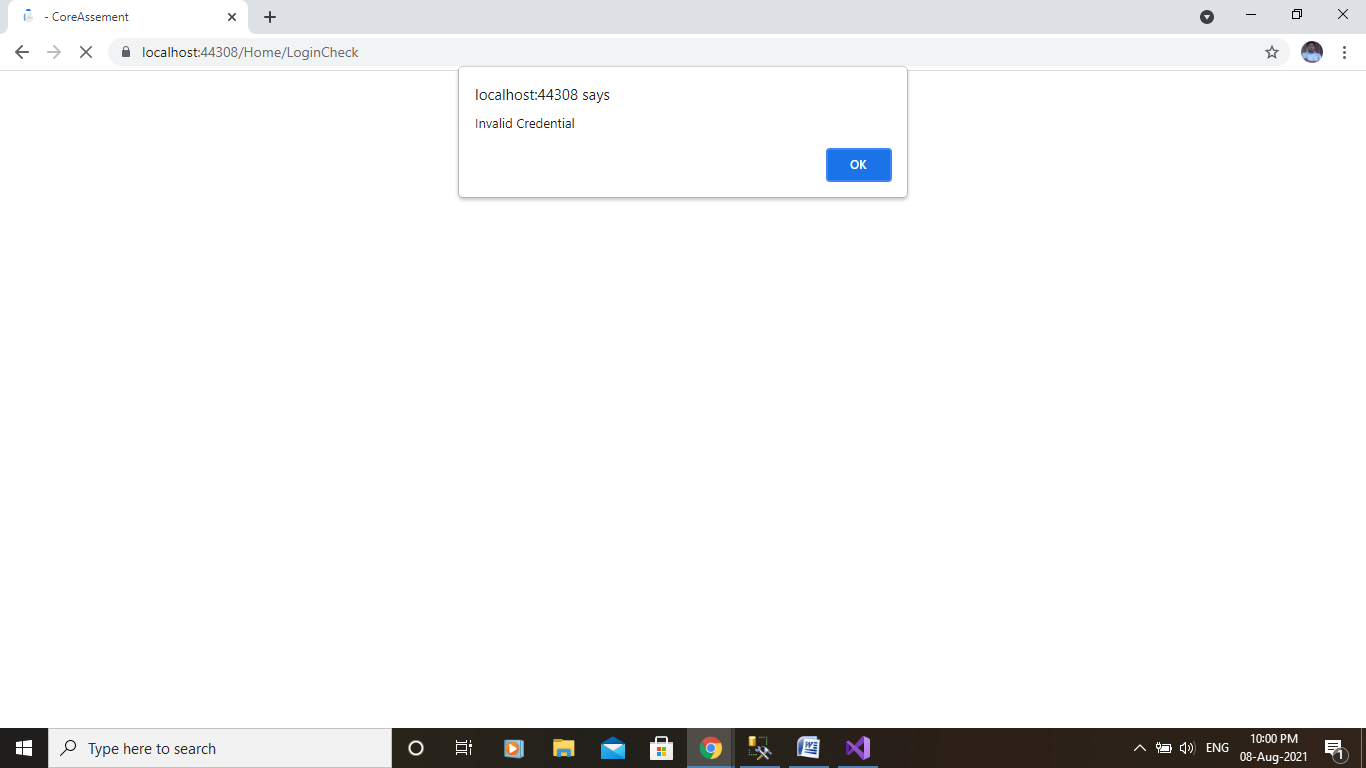 - CoreAssement
localhost:44308/Home/LoginCheck
localhost:44308 says
Invalid Credential
OK
Type here to search
ENG
10:00 PM
08-Aug-2021
1